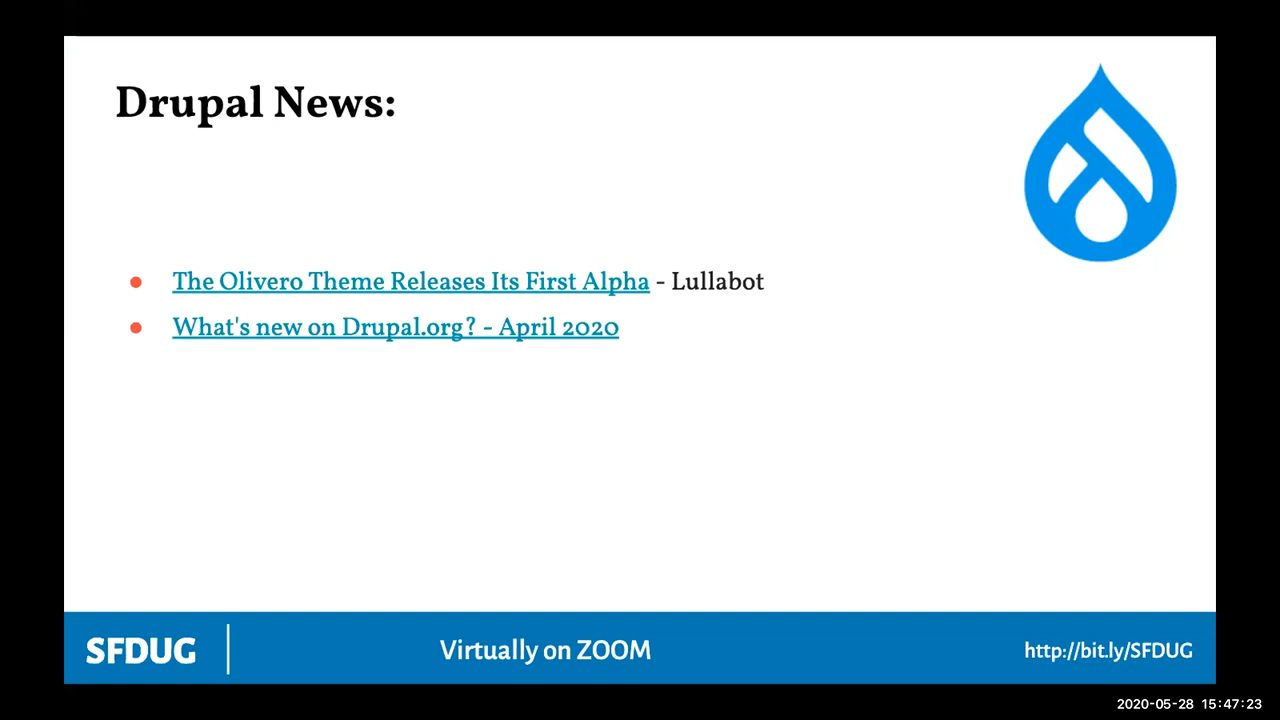 Drupal News:
● The Olivero Theme Releases Its First Alpha - Lullabot
● What's new on Drupal.org? - April 2020
SFDUG
Virtually on ZOOM
http://bit.ly/SFDUG
2020-05-28 15:47:23